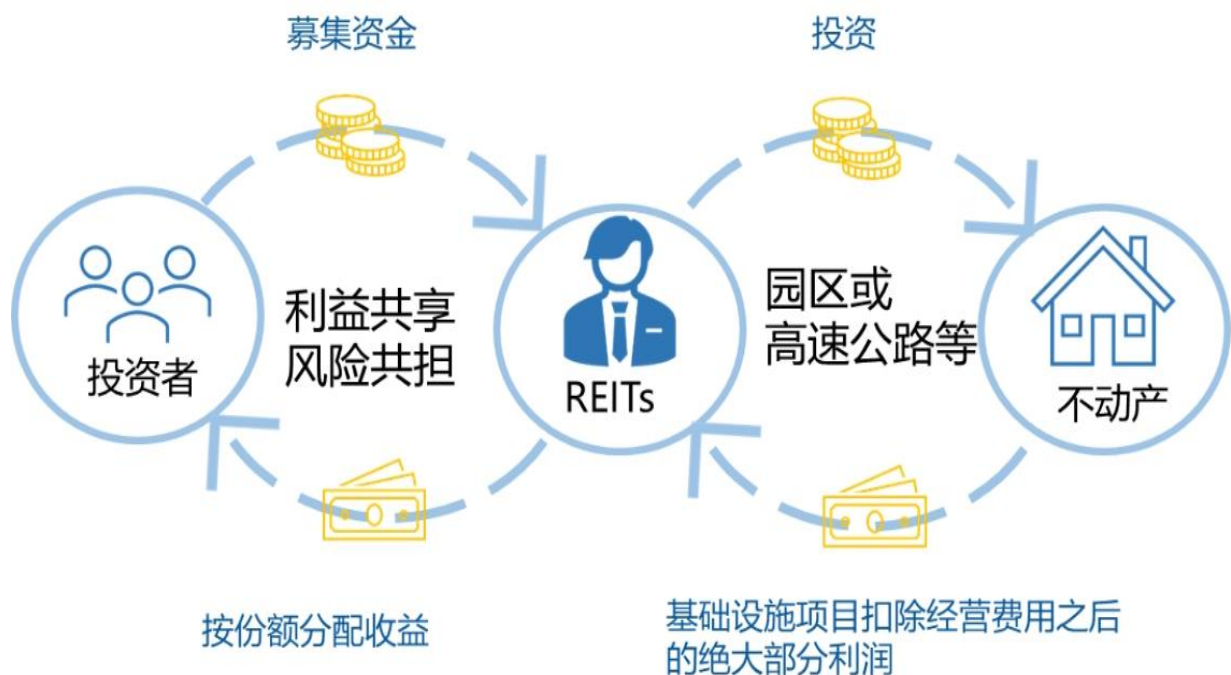 募集资金
投资
投资者
利益共享
风险共担
REITs
园区或
高速公路等
不动产
按份额分配收益
基础设施项目扣除经营费用之后
的绝大部分利润